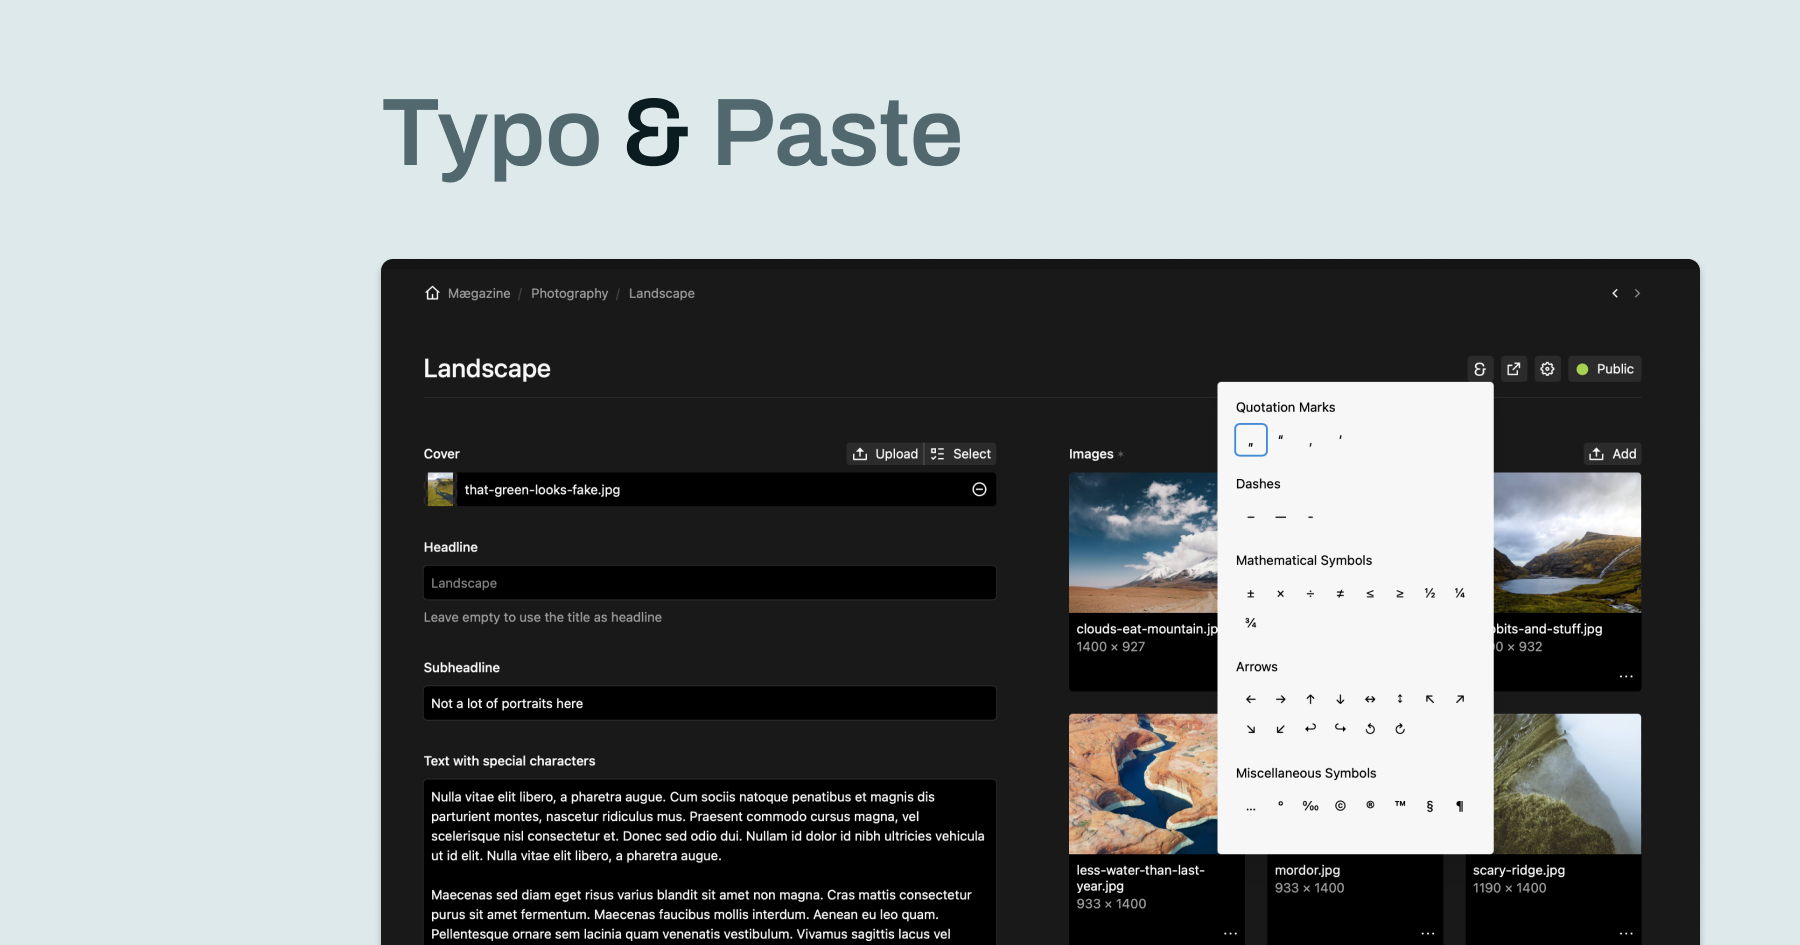 Typo & Paste
Mægazine / Photography / Landscape
Landscape
& Public
Cover
Upload Select
that-green-looks-fake.jpg
Headline
Landscape
Leave empty to use the title as headline
Subheadline
Not a lot of portraits here
Text with special characters
Nulla vitae elit libero, a pharetra augue. Cum sociis natoque penatibus et magnis dis
parturient montes, nascetur ridiculus mus. Praesent commodo cursus magna, vel
scelerisque nisl consectetur et. Donec sed odio dui. Nullam id dolor id nibh ultricies vehicula
ut id elit. Nulla vitae elit libero, a pharetra augue.
Maecenas sed diam eget risus varius blandit sit amet non magna. Cras mattis consectetur
purus sit amet fermentum. Maecenas faucibus mollis interdum. Aenean eu leo quam.
Pellentesque ornare sem lacinia quam venenatis vestibulum. Vivamus sagittis lacus vel
Images *
Add
clouds-eat-mountain.jp
1400 × 927
bits-and-stuff.jpg
0 × 932
less-water-than-last-
year.jpg
933 × 1400
mordor.jpg
933 × 1400
scary-ridge.jpg
1190 × 1400
Quotation Marks
„ “ ‚ ‘
Dashes
– — -
Mathematical Symbols
± × ÷ ≠ ≤ ≥ ½ ¼
¾
Arrows
← → ↑ ↓ ↔ ↕ ↖ ↗
↘ ↙ ↩ ↪ ↺ ↻
Miscellaneous Symbols
… ° ‰ © ® ™ § ¶